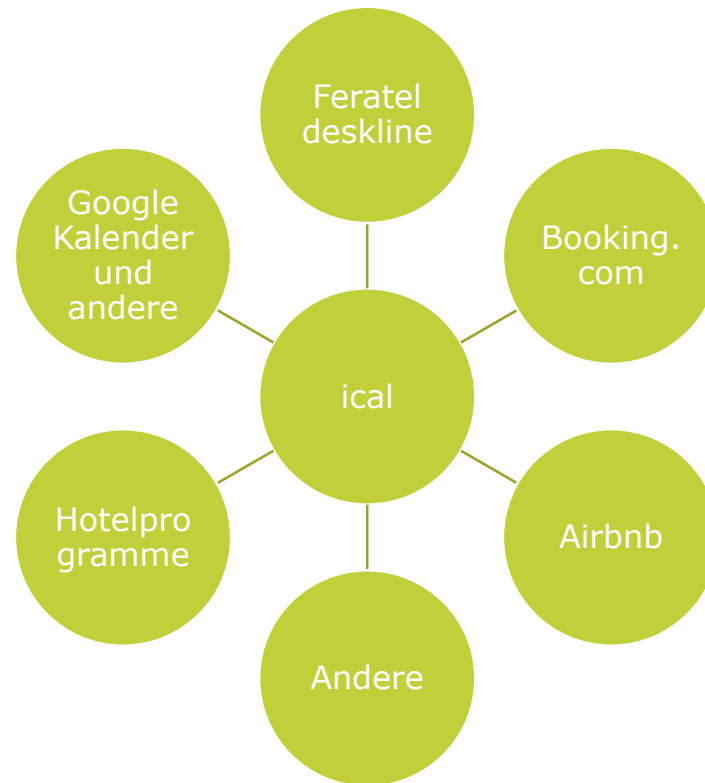 Feratel
deskline
Google
Kalender
und
andere
Booking.
com
ical
Hotelpro
gramme
Airbnb
Andere